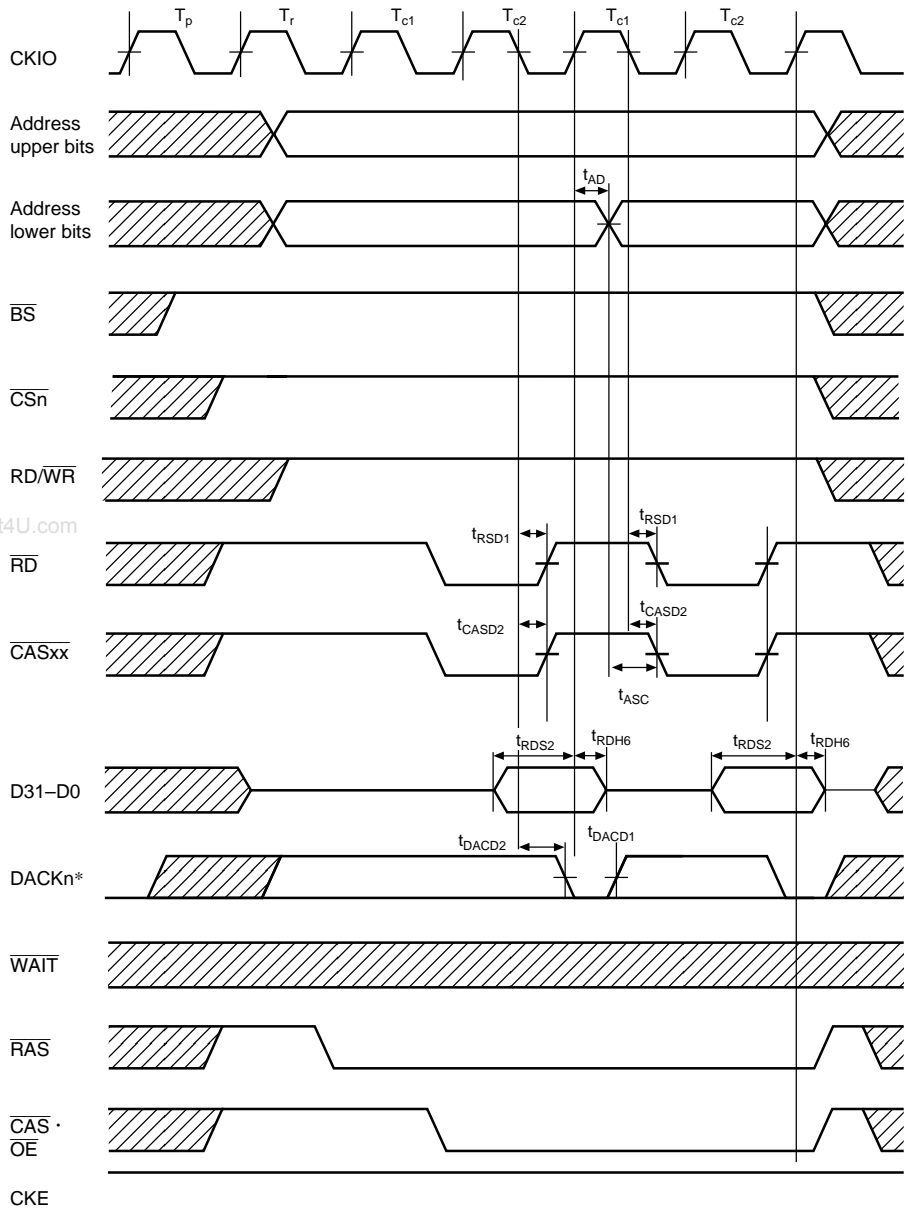 Tp Tr Tc1 Tc2 Tc1 Tc2
CKIO
Address
upper bits
tAD
Address
lower bits
BS
CSn
RD/WR
t4U.com
tRSD1 tRSD1
RD
tCASD2 tCASD2
CASxx
tASC
tRDS2 tRDH6 tRDS2 tRDH6
D31–D0
tDACD2 tDACD1
DACKn*
WAIT
RAS
CAS ·
OE
CKE